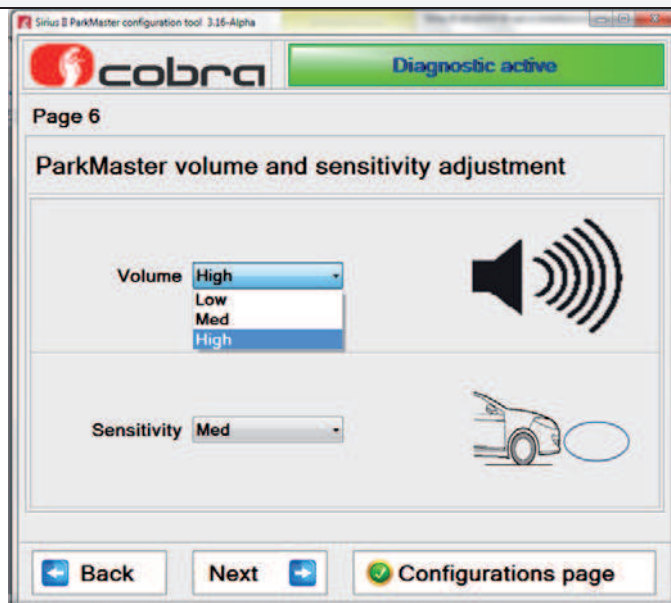 Sirius II ParkMaster configuration tool 3.16-Alpha
cobra
Diagnostic active
Page 6
ParkMaster volume and sensitivity adjustment
Volume High
Low
Med
High
Sensitivity Med
Back Next Configurations page